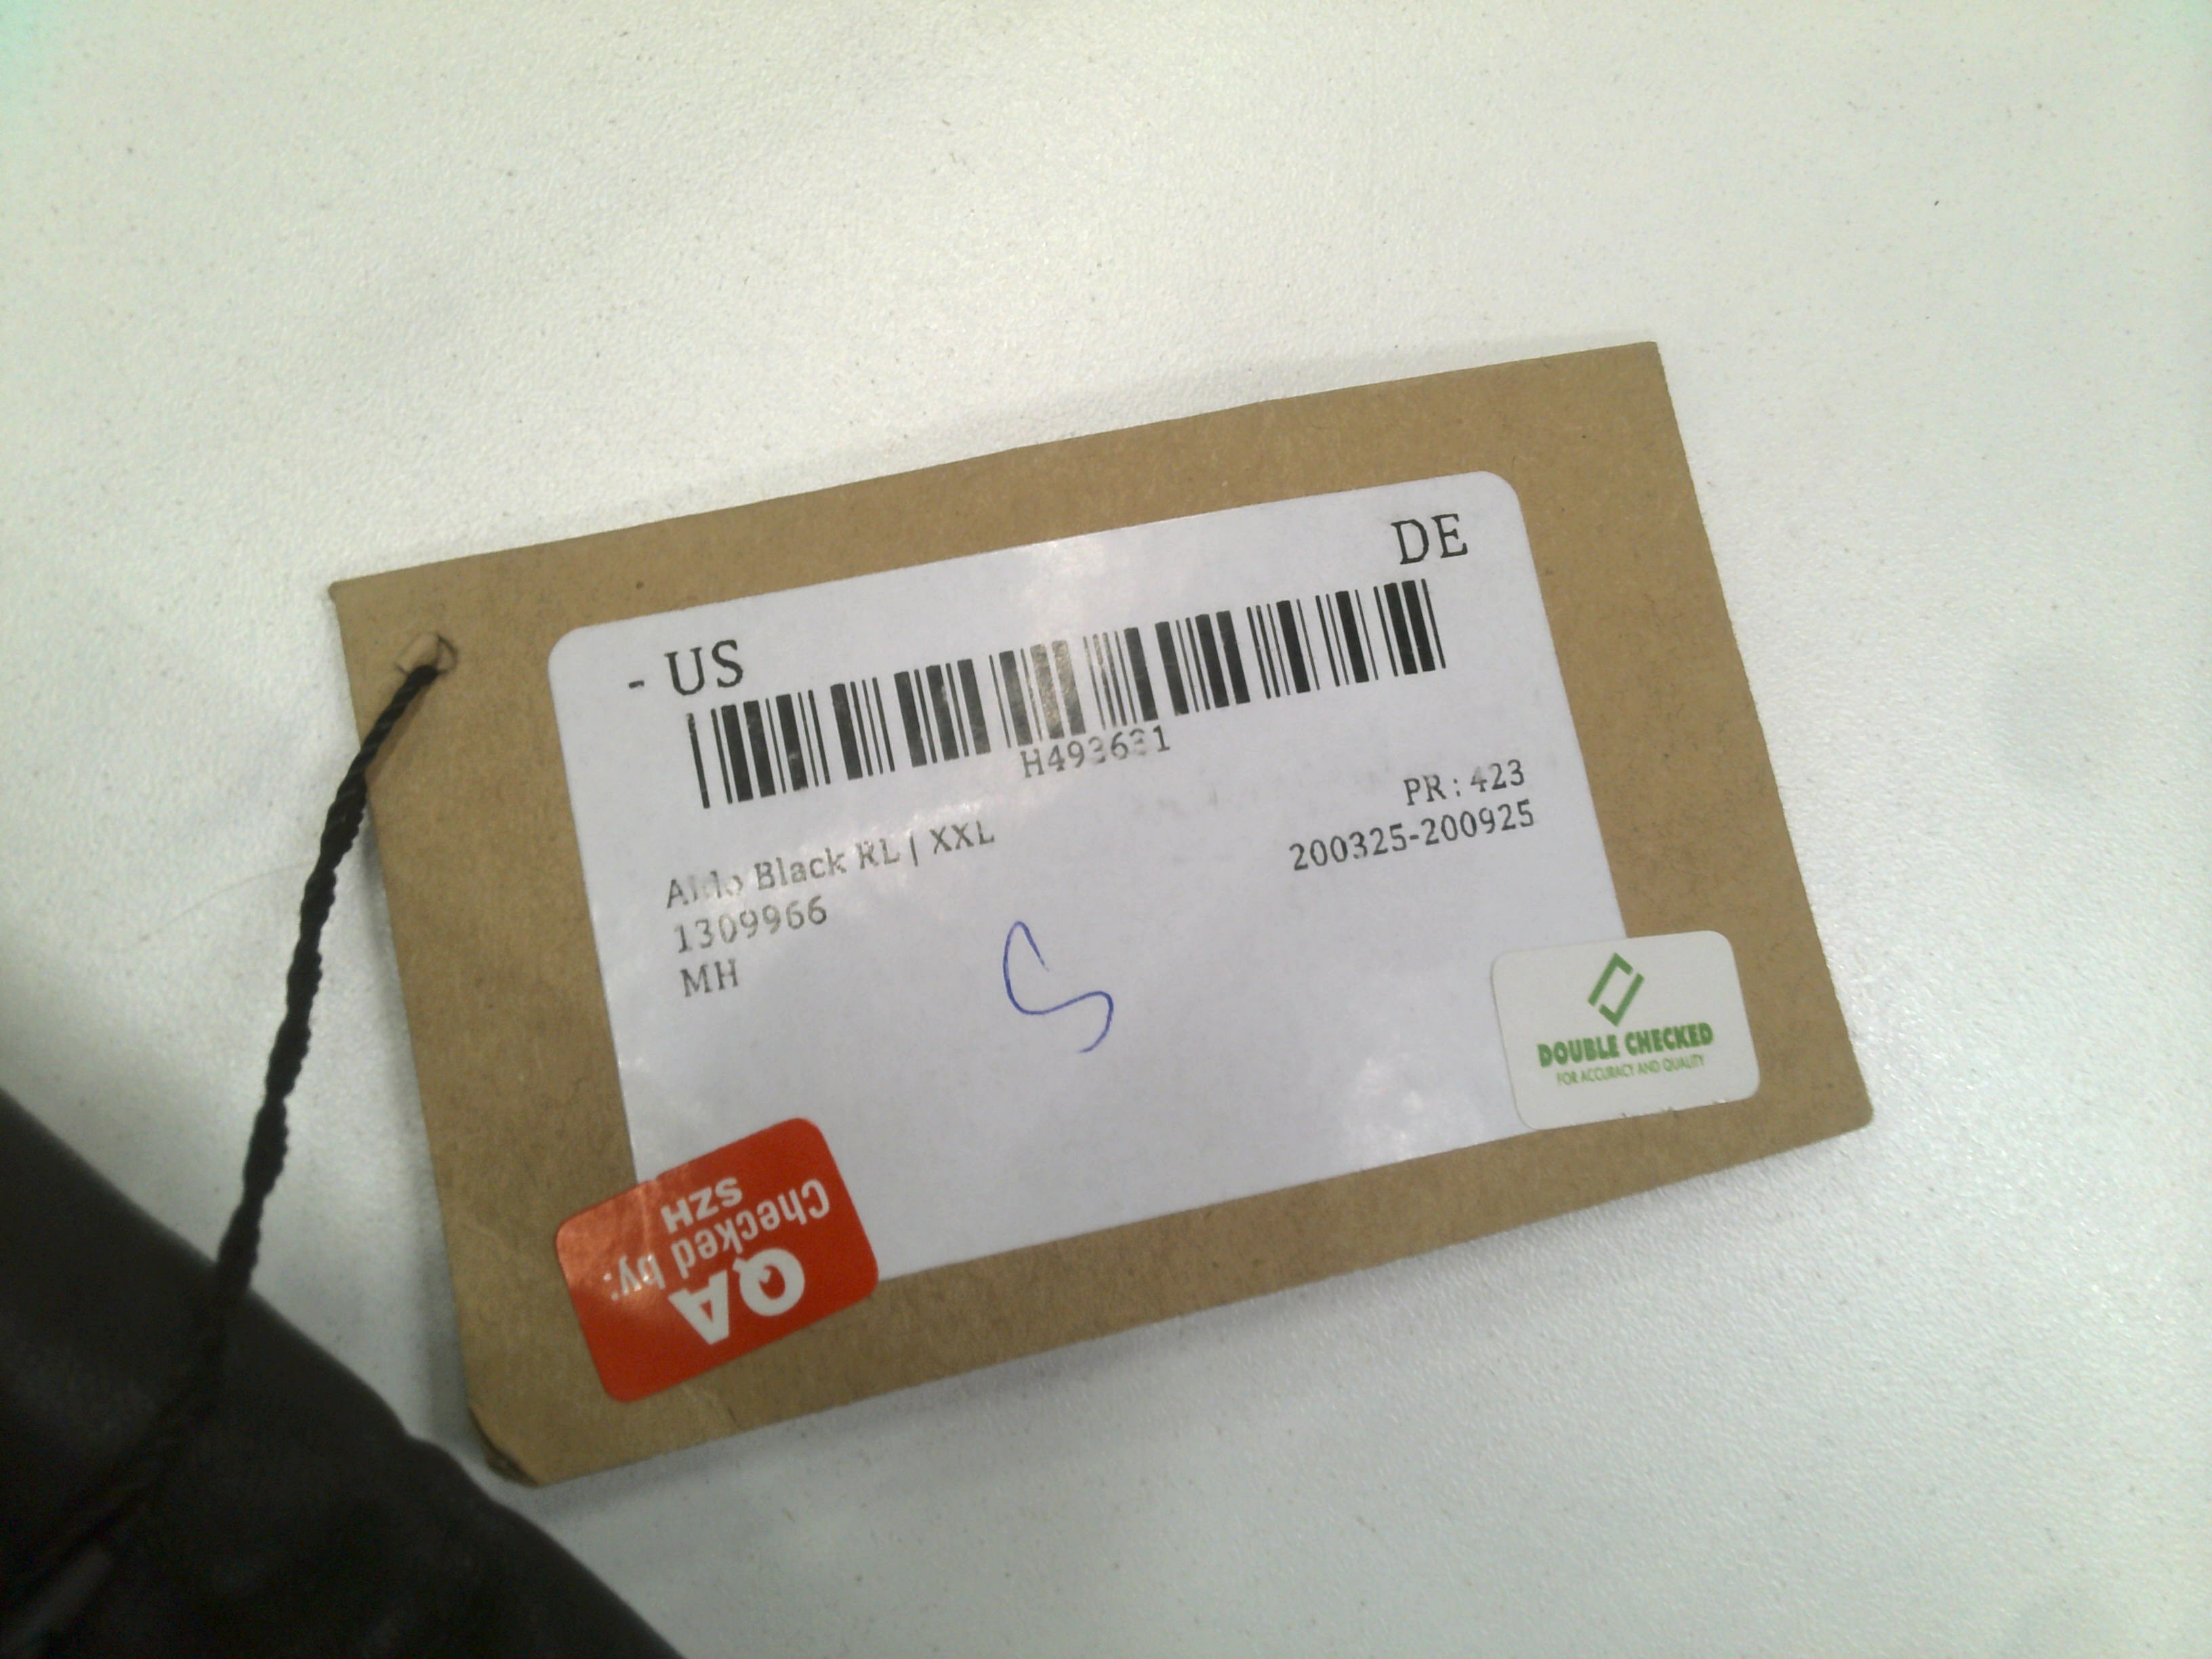 - US
DE
H493631
PR : 423
200325-200925
Aldo Black RL | XXL
1309966
MH
S
DOUBLE CHECKED
FOR ACCURACY AND QUALITY
QA
Checked by:
SZH